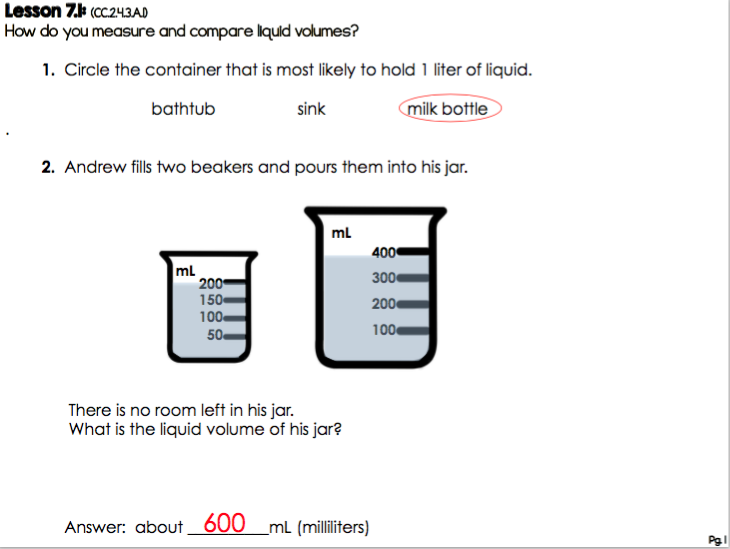 Lesson 7.1: (CC.2.4.3.A.1)
How do you measure and compare liquid volumes?
1. Circle the container that is most likely to hold 1 liter of liquid.
bathtub sink milk bottle
2. Andrew fills two beakers and pours them into his jar.
mL
200
150
100
50
mL
400
300
200
100
There is no room left in his jar.
What is the liquid volume of his jar?
Answer: about 600 mL (milliliters)
Pg.1